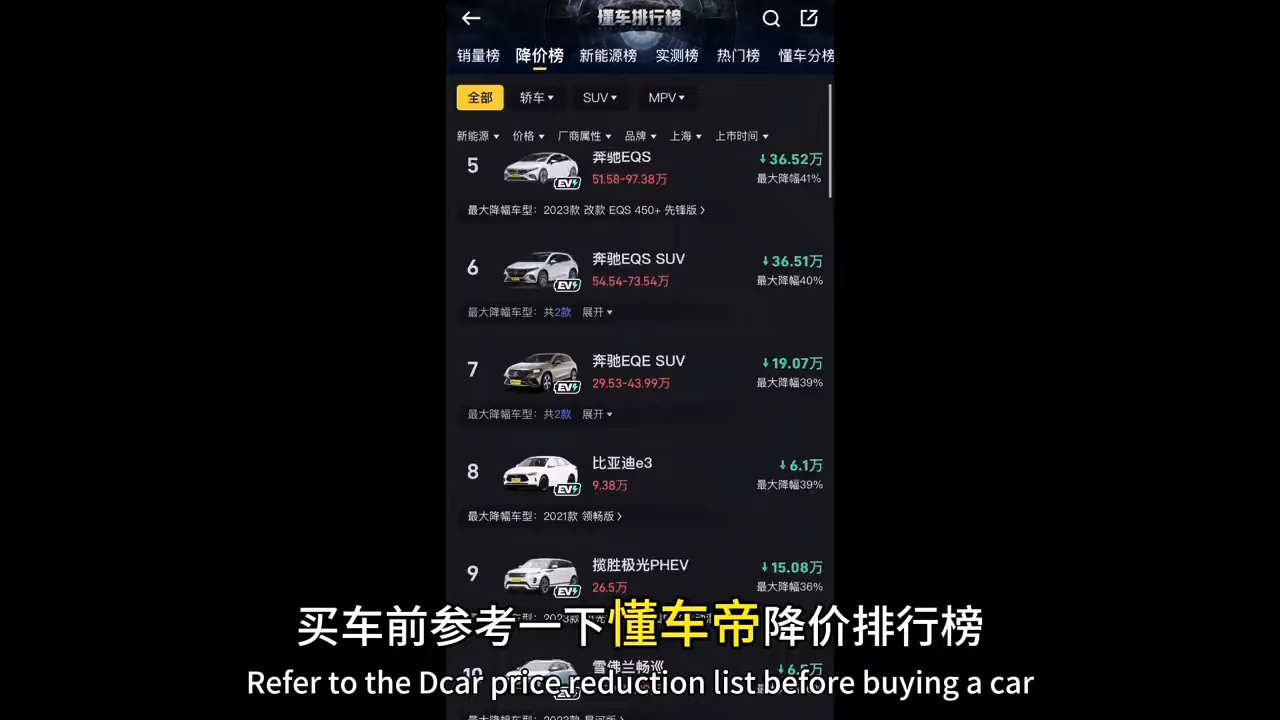 懂车排行榜
销量榜 降价榜 新能源榜 实测榜 热门榜 懂车分榜
全部 轿车 SUV MPV
新能源 价格 厂商属性 品牌 上海 上市时间
5 奔驰EQS ↓36.52万
EV 51.58-97.38万 最大降幅41%
最大降幅车型：2023款 改款 EQS 450+ 先锋版 >
6 奔驰EQS SUV ↓36.51万
EV 54.54-73.54万 最大降幅40%
最大降幅车型：共2款 展开
7 奔驰EQE SUV ↓19.07万
EV 29.53-43.99万 最大降幅39%
最大降幅车型：共2款 展开
8 比亚迪e3 ↓6.1万
EV 9.38万 最大降幅39%
最大降幅车型：2021款 领畅版 >
9 揽胜极光PHEV ↓15.08万
EV 26.5万 最大降幅36%
买车前参考一下懂车帝降价排行榜
10 雪佛兰畅巡 ↓6.5万
Refer to the Dcar price reduction list before buying a car